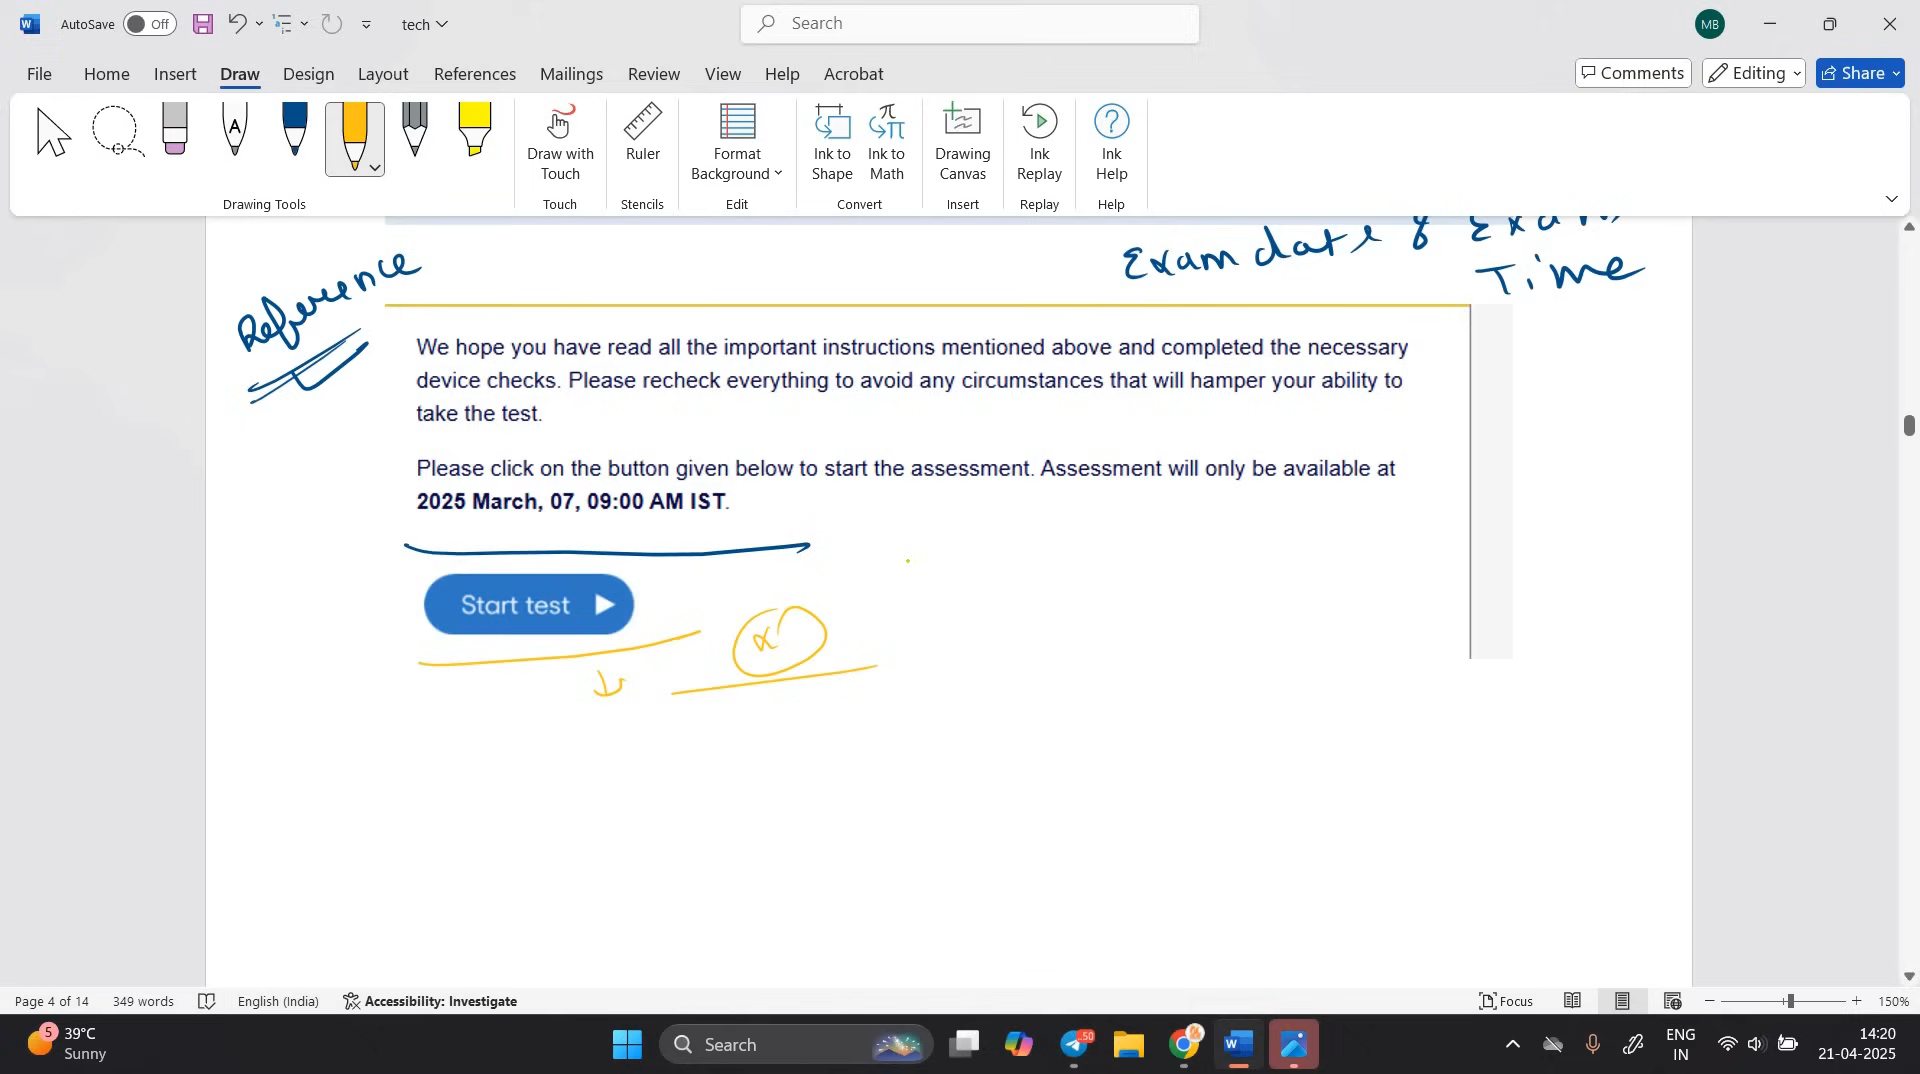 AutoSave Off tech Search MB
File Home Insert Draw Design Layout References Mailings Review View Help Acrobat Comments Editing Share
A
Draw with Touch
Ruler
Format Background
Ink to Shape
Ink to Math
Drawing Canvas
Ink Replay
Ink Help
Drawing Tools Touch Stencils Edit Convert Insert Replay Help
Exam date & Exam
Time
Reference
We hope you have read all the important instructions mentioned above and completed the necessary
device checks. Please recheck everything to avoid any circumstances that will hamper your ability to
take the test.
Please click on the button given below to start the assessment. Assessment will only be available at
2025 March, 07, 09:00 AM IST.
Start test
Page 4 of 14 349 words English (India) Accessibility: Investigate Focus 150%
5 39°C
Sunny
Search
50
ENG
IN
14:20
21-04-2025